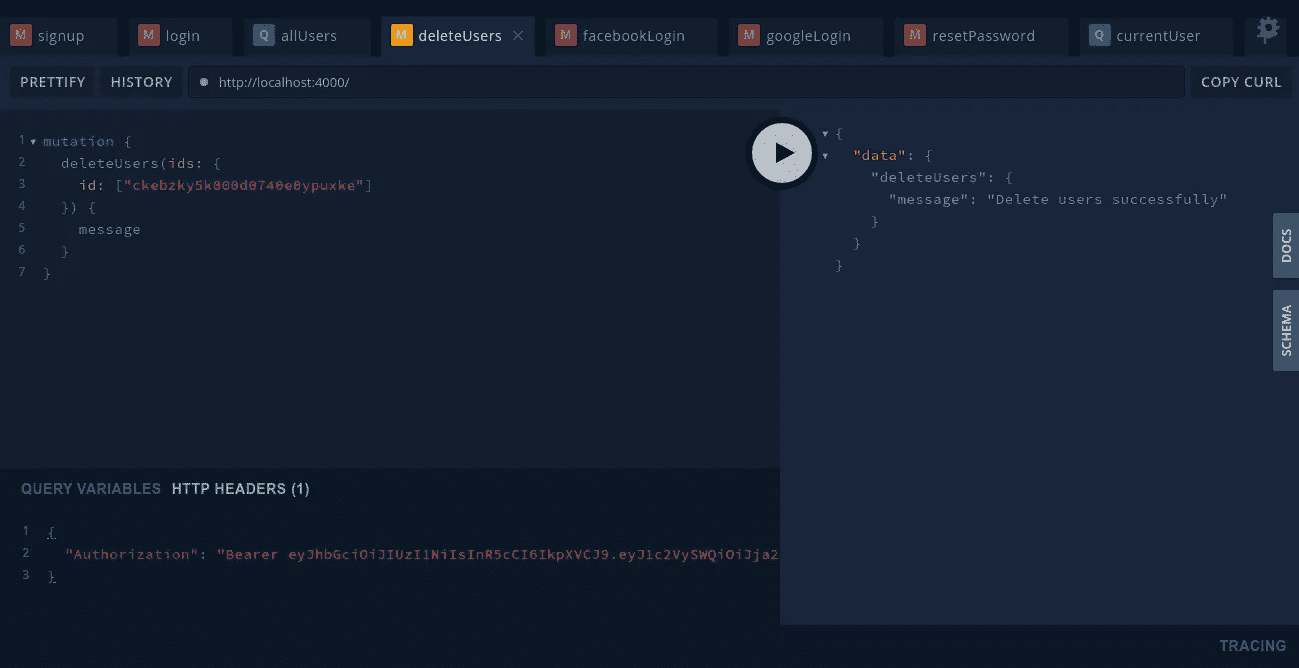 M signup M login Q allUsers M deleteUsers × M facebookLogin M googleLogin M resetPassword Q currentUser
PRETTIFY HISTORY http://localhost:4000/ COPY CURL
1 mutation {
2 deleteUsers(ids: {
3 id: ["ckebzky5k000d0740e8ypuxke"]
4 }) {
5 message
6 }
7 }
{
"data": {
"deleteUsers": {
"message": "Delete users successfully"
}
}
}
DOCS
SCHEMA
QUERY VARIABLES HTTP HEADERS (1)
1 {
2 "Authorization": "Bearer eyJhbGciOiJIUzI1NiIsInR5cCI6IkpXVCJ9.eyJ1c2VySWQiOiJja2
3 }
TRACING